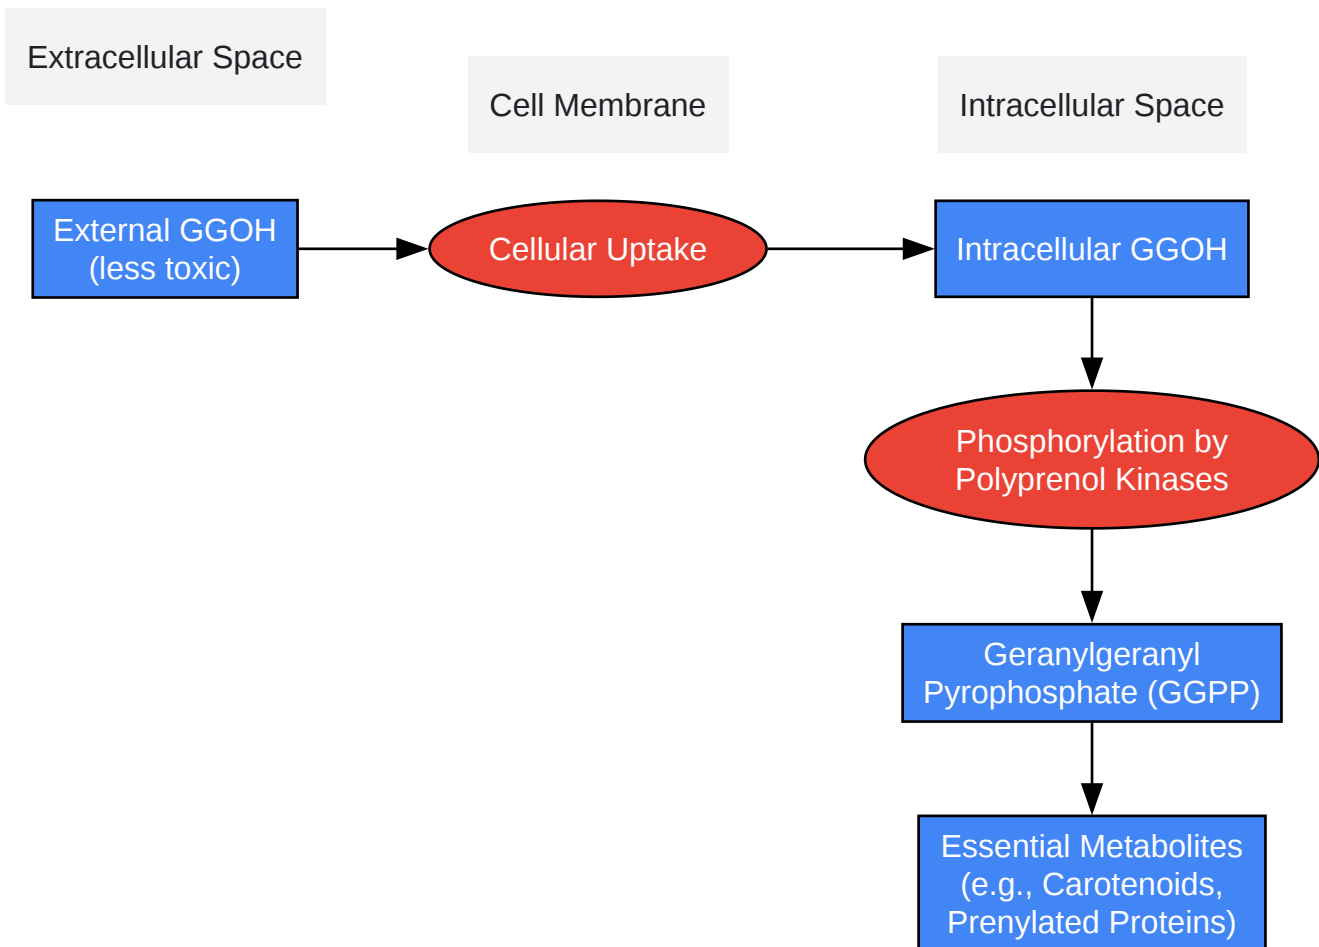 Extracellular Space
Cell Membrane
Intracellular Space
External GGOH
(less toxic)
Cellular Uptake
Intracellular GGOH
Phosphorylation by
Polyprenol Kinases
Geranylgeranyl
Pyrophosphate (GGPP)
Essential Metabolites
(e.g., Carotenoids,
Prenylated Proteins)